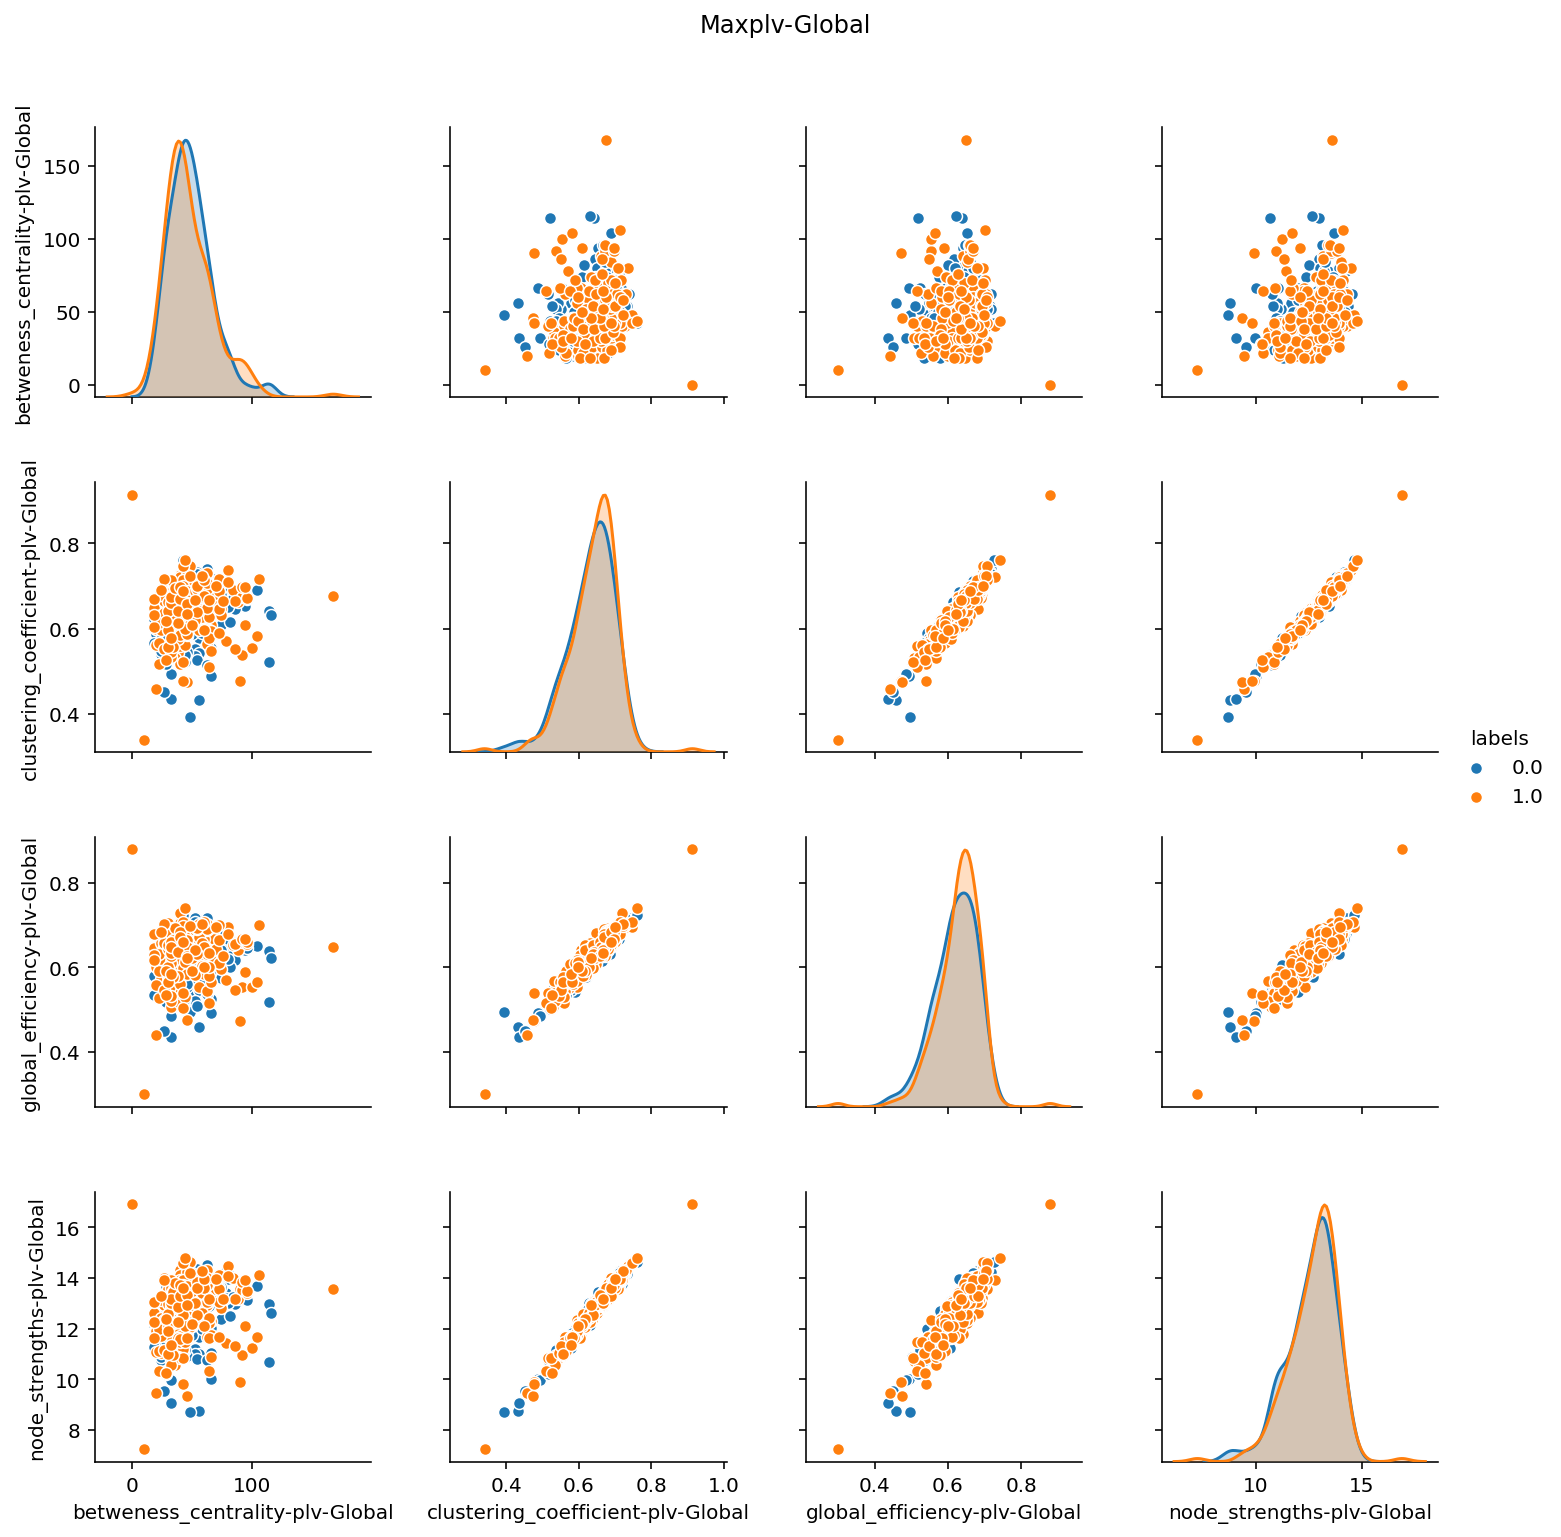 Maxplv-Global
betweness_centrality-plv-Global
150
100
50
0
clustering_coefficient-plv-Global
0.8
0.6
0.4
labels
0.0
1.0
global_efficiency-plv-Global
0.8
0.6
0.4
node_strengths-plv-Global
16
14
12
10
8
0 100
0.4 0.6 0.8 1.0
0.4 0.6 0.8
10 15
betweness_centrality-plv-Global
clustering_coefficient-plv-Global
global_efficiency-plv-Global
node_strengths-plv-Global